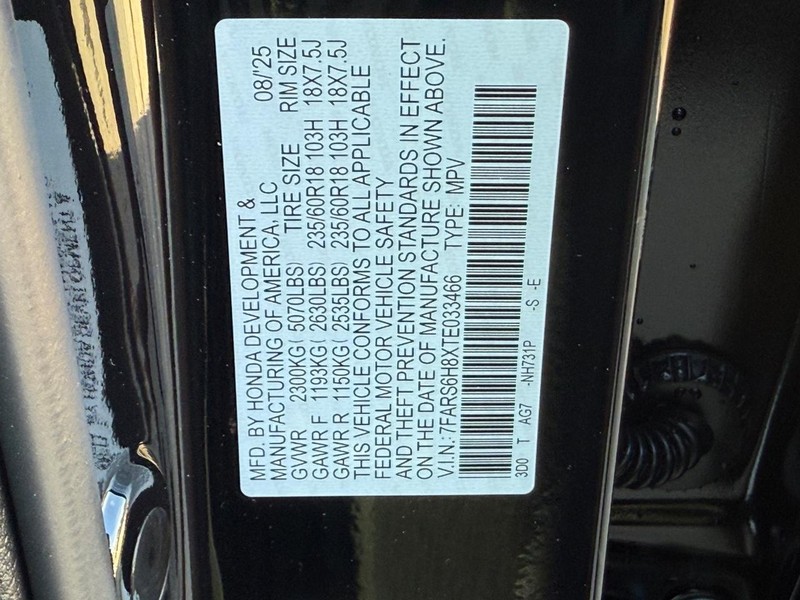 MFD. BY HONDA DEVELOPMENT &
MANUFACTURING OF AMERICA, LLC 08/'25
GVWR 2300KG( 5070LBS) TIRE SIZE RIM SIZE
GAWR F 1193KG( 2630LBS) 235/60R18 103H 18X7.5J
GAWR R 1150KG( 2535LBS) 235/60R18 103H 18X7.5J
THIS VEHICLE CONFORMS TO ALL APPLICABLE
FEDERAL MOTOR VEHICLE SAFETY
AND THEFT PREVENTION STANDARDS IN EFFECT
ON THE DATE OF MANUFACTURE SHOWN ABOVE.
V.I.N.: 7FARS6H8XTE033466 TYPE: MPV
3D0 T AG7 -NH731P -S -E